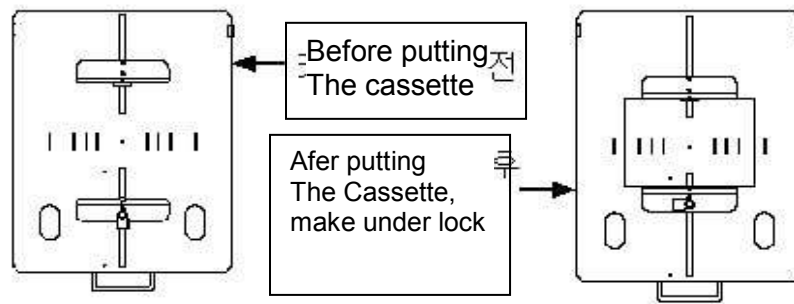 Before putting
The cassette
전
Afer putting
The Cassette,
make under lock
후